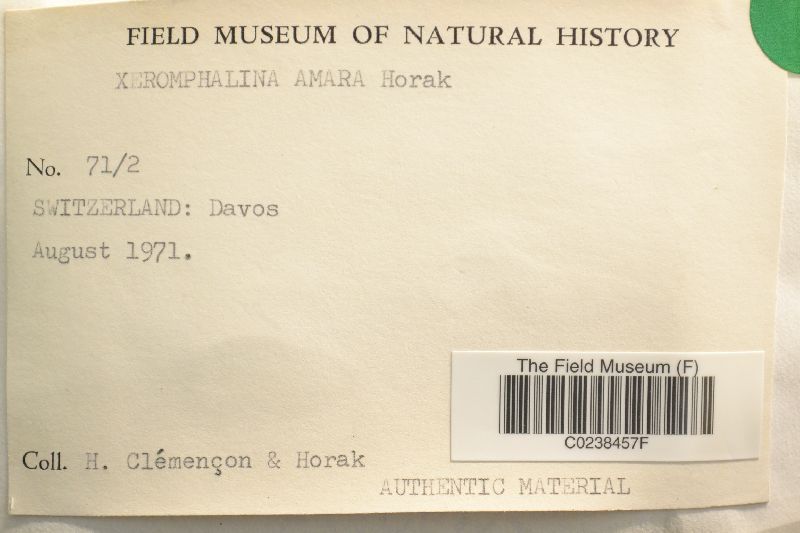 FIELD MUSEUM OF NATURAL HISTORY
XEROMPHALINA AMARA Horak
No. 71/2
SWITZERLAND: Davos
August 1971.
The Field Museum (F)
C0238457F
Coll. H. Clémençon & Horak
AUTHENTIC MATERIAL